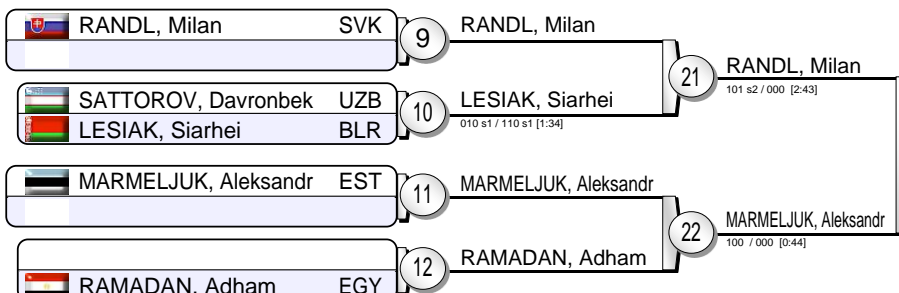 RANDL, Milan SVK
9
RANDL, Milan
SATTOROV, Davronbek UZB
LESIAK, Siarhei BLR
10
LESIAK, Siarhei
010 s1 / 110 s1 [1:34]
21
RANDL, Milan
101 s2 / 000 [2:43]
MARMELJUK, Aleksandr EST
11
MARMELJUK, Aleksandr
RAMADAN, Adham EGY
12
RAMADAN, Adham
22
MARMELJUK, Aleksandr
100 / 000 [0:44]